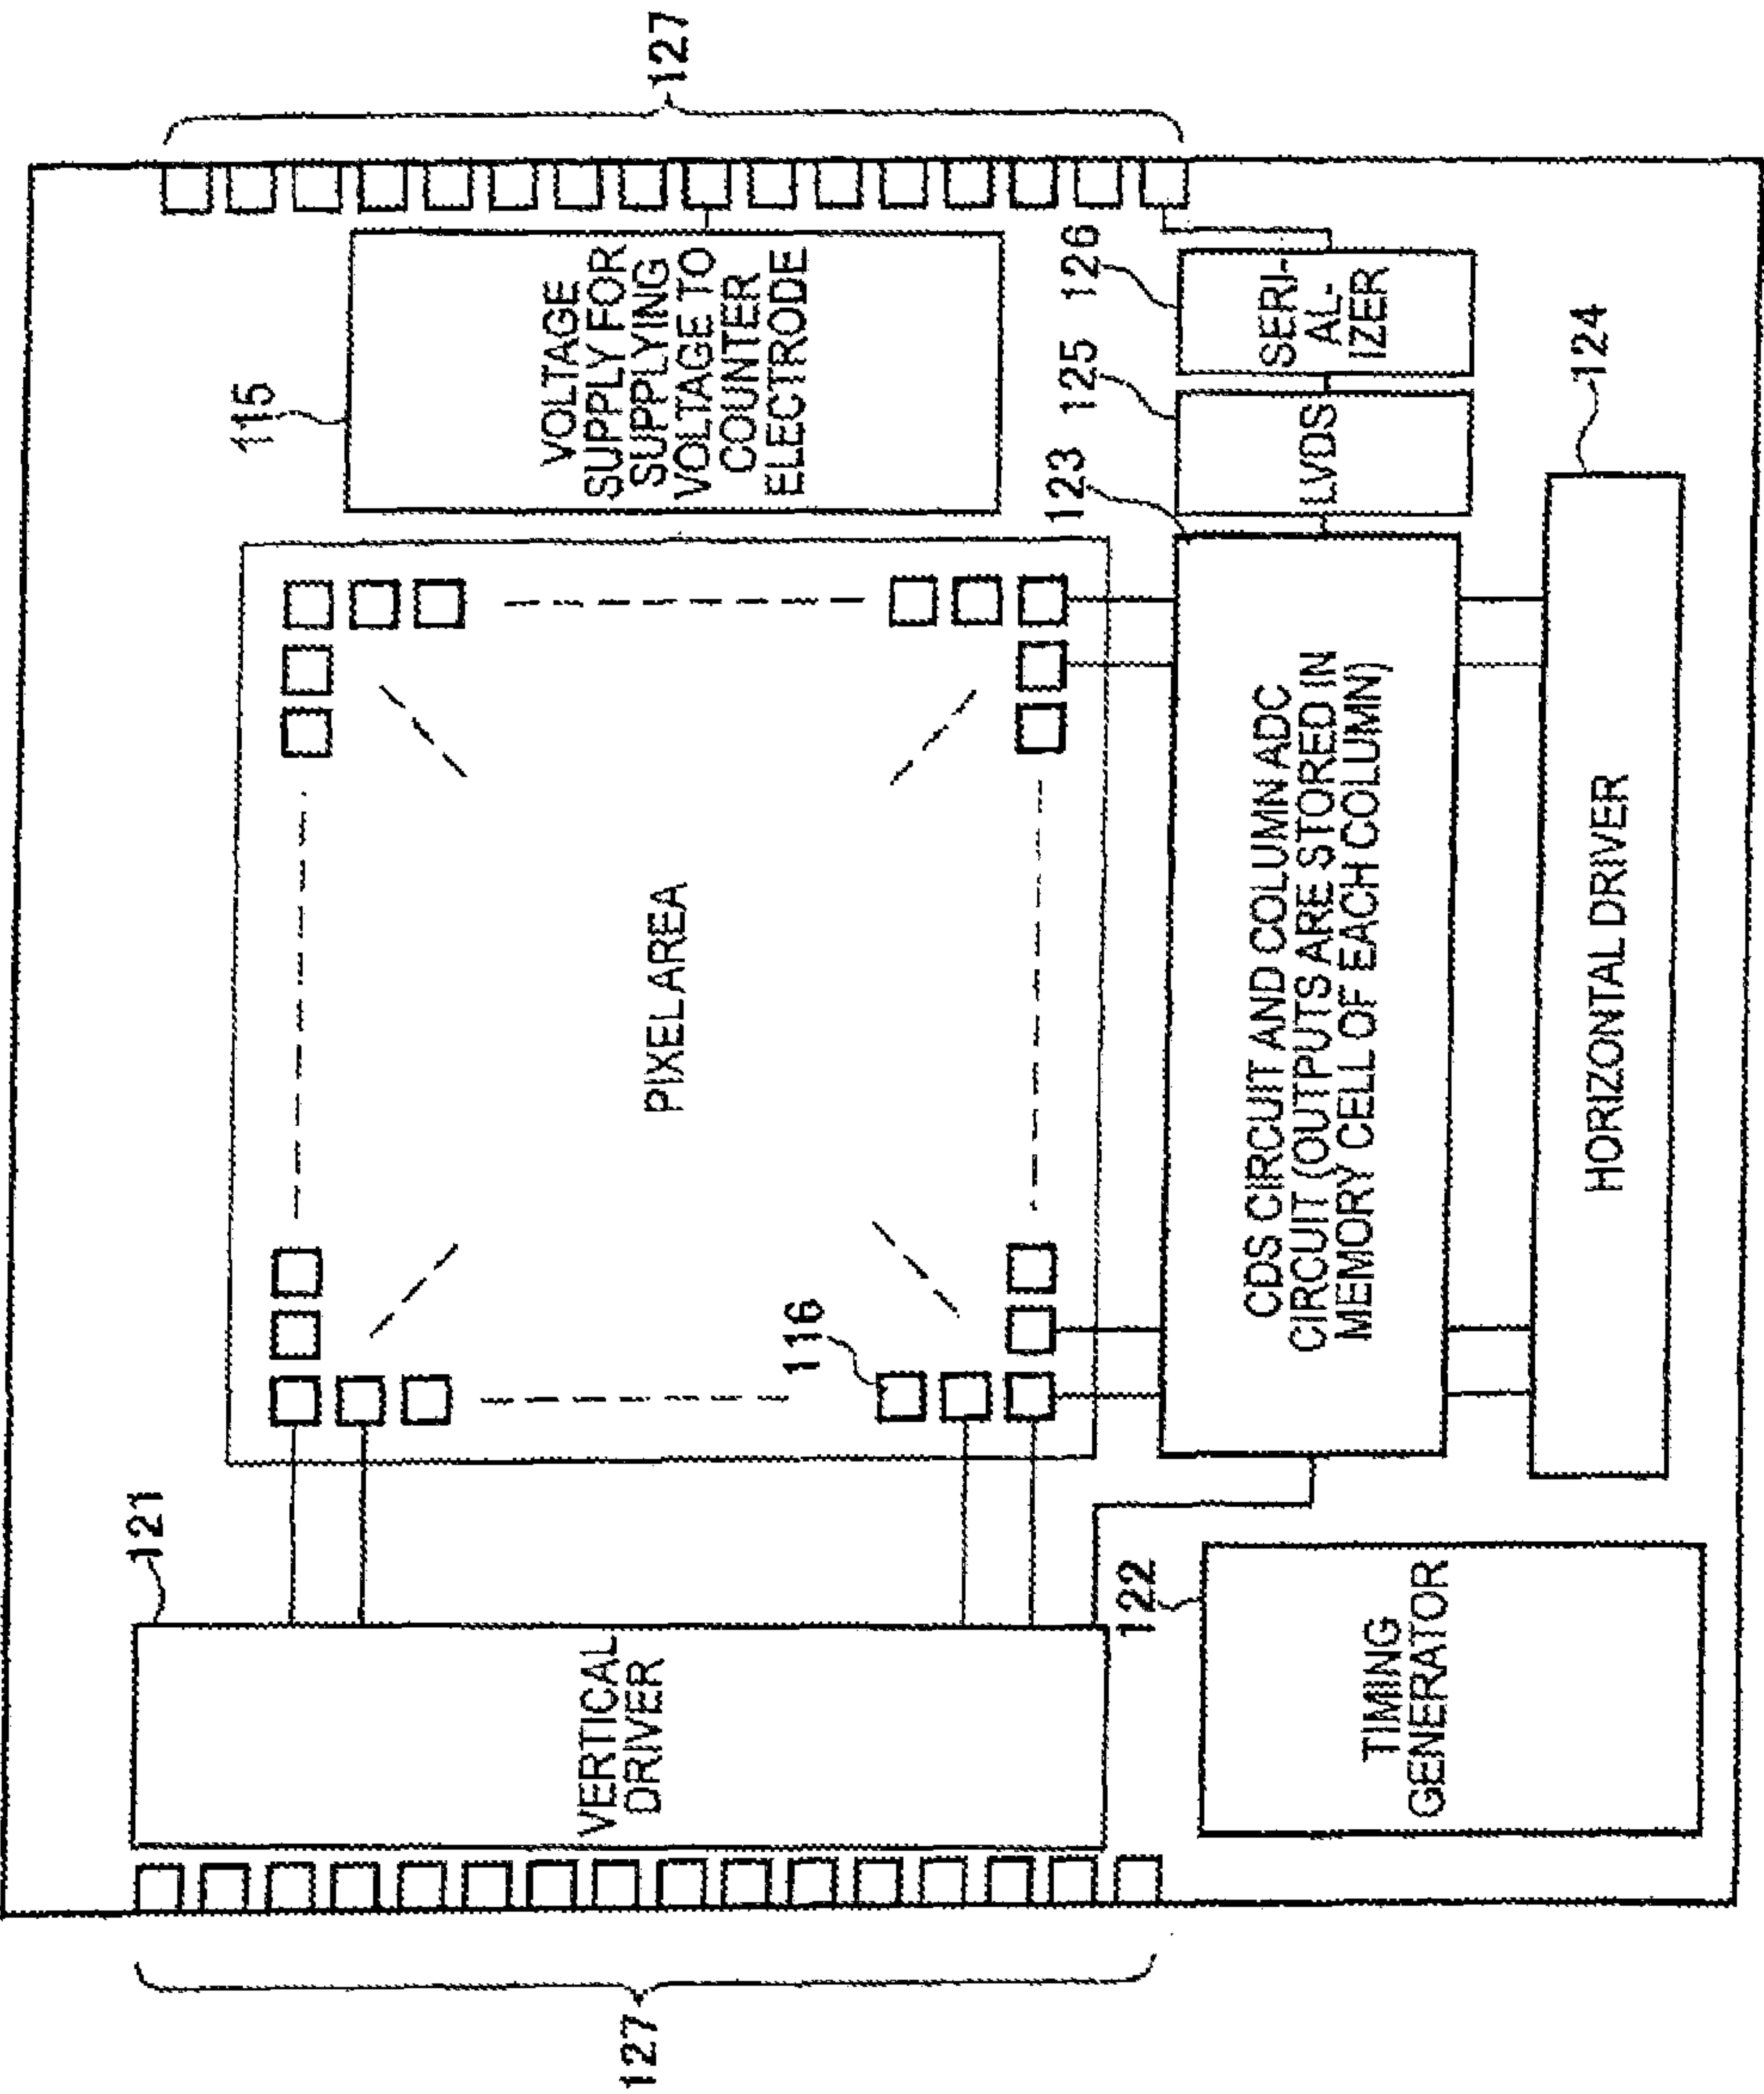 121
115
127
VERTICAL
DRIVER
PIXEL AREA
116
VOLTAGE
SUPPLY FOR
SUPPLYING
VOLTAGE TO
COUNTER
ELECTRODE
127
122
123
125
126
TIMING
GENERATOR
CDS CIRCUIT AND COLUMN ADC
CIRCUIT (OUTPUTS ARE STORED IN
MEMORY CELL OF EACH COLUMN)
LVDS
SERI-
AL-
IZER
HORIZONTAL DRIVER
124